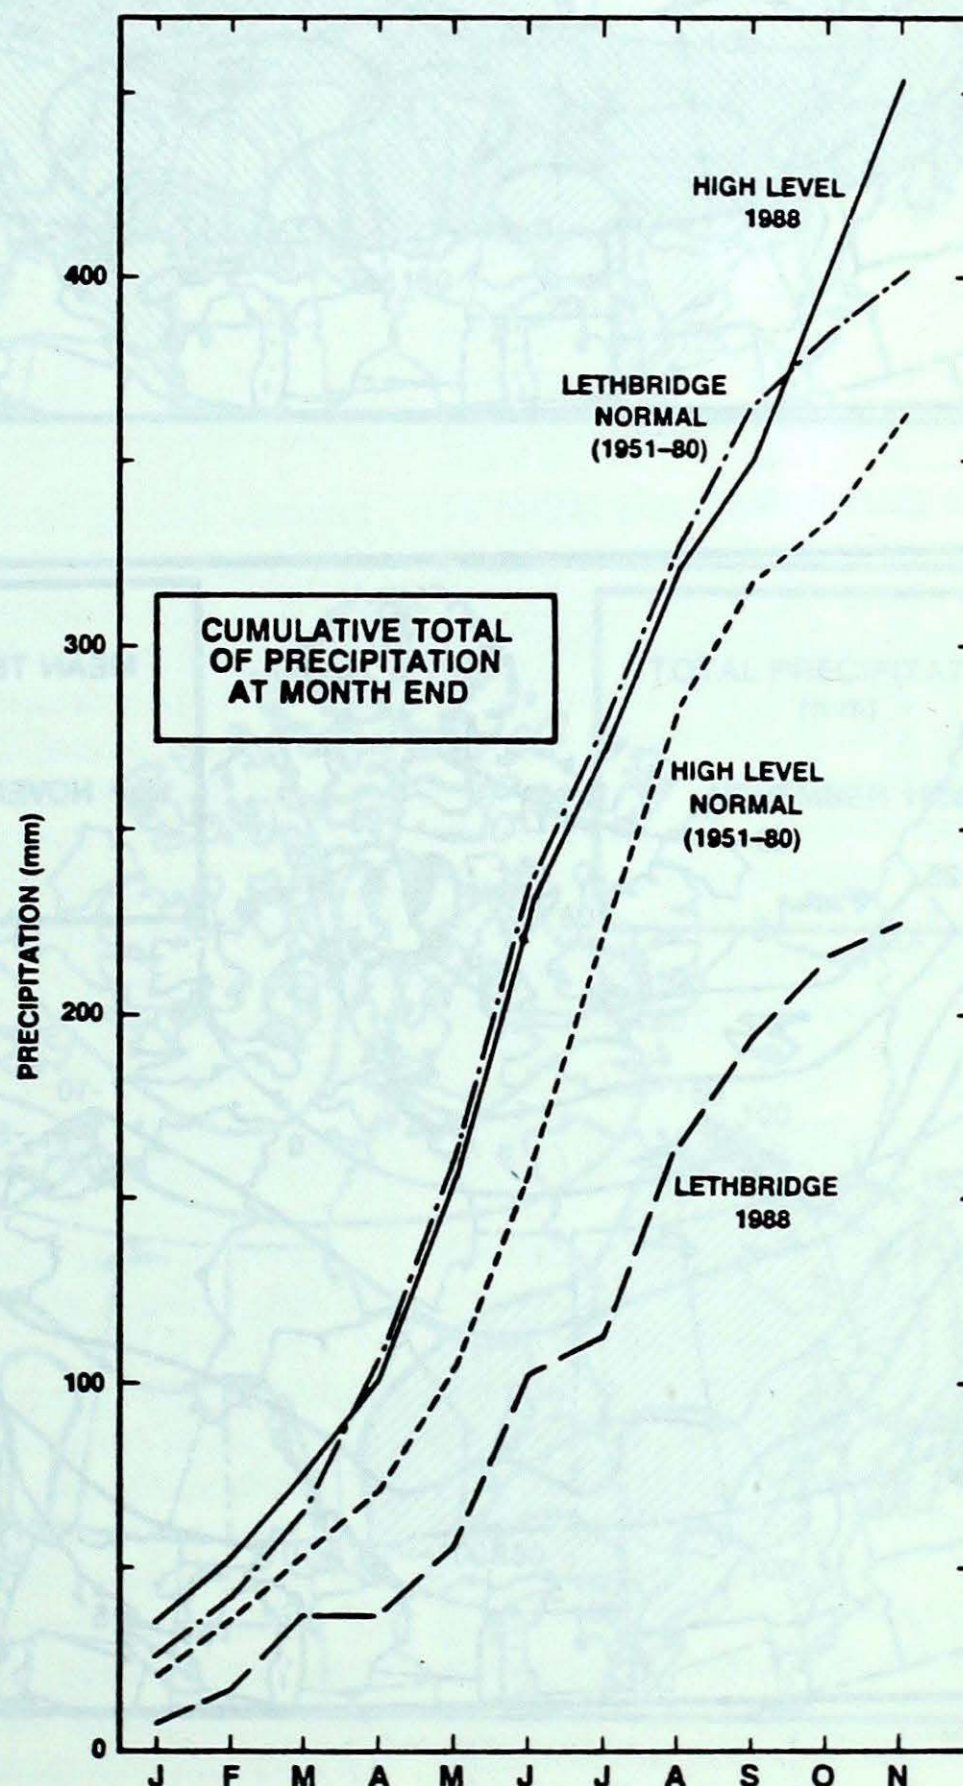 HIGH LEVEL
1988
400
LETHBRIDGE
NORMAL
(1951–80)
CUMULATIVE TOTAL
OF PRECIPITATION
AT MONTH END
300
HIGH LEVEL
NORMAL
(1951–80)
PRECIPITATION (mm)
200
LETHBRIDGE
1988
100
0
J F M A M J J A S O N